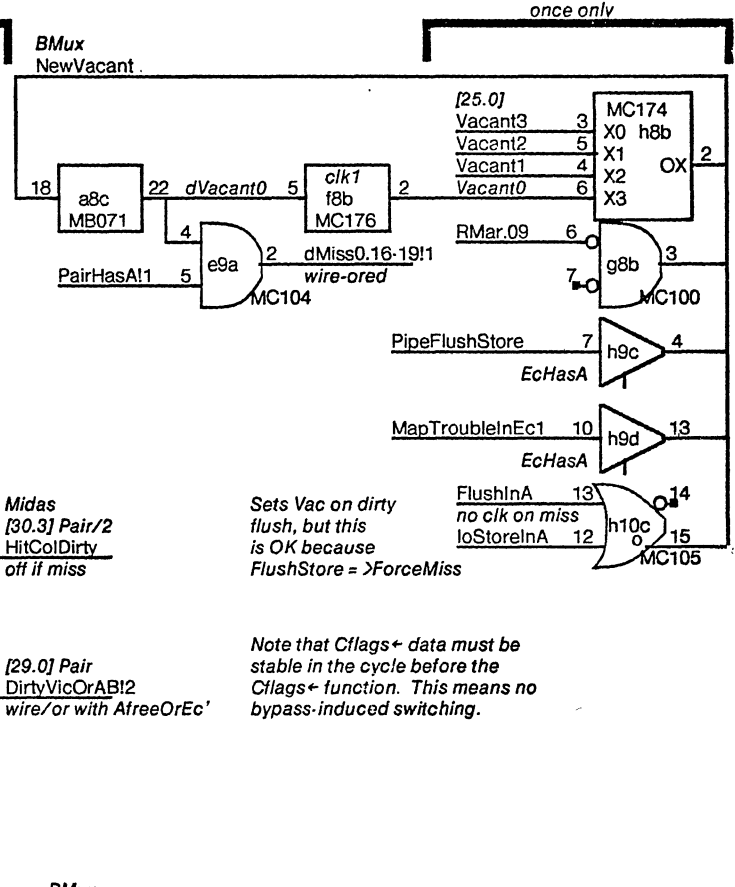 once only
BMux
NewVacant
[25.0]
Vacant3 3 X0 MC174
Vacant2 5 X1 h8b
Vacant1 4 X2 OX 2
Vacant0 6 X3
18 a8c MB071 22 dVacant0 5 clk1 f8b MC176 2
4
PairHasA!1 5 e9a MC104 2 dMiss0.16-19!1
wire-ored
RMar.09 6 g8b 3
7 MC100
PipeFlushStore 7 h9c 4
EcHasA
MapTroubleInEc1 10 h9d 13
EcHasA
FlushInA 13 14
no clk on miss h10c
IoStoreInA 12 15
MC105
Midas
[30.3] Pair/2
HitColDirty
off if miss
Sets Vac on dirty
flush, but this
is OK because
FlushStore = >ForceMiss
[29.0] Pair
DirtyVicOrAB!2
wire/or with AfreeOrEc'
Note that Cflags← data must be
stable in the cycle before the
Cflags← function. This means no
bypass-induced switching.